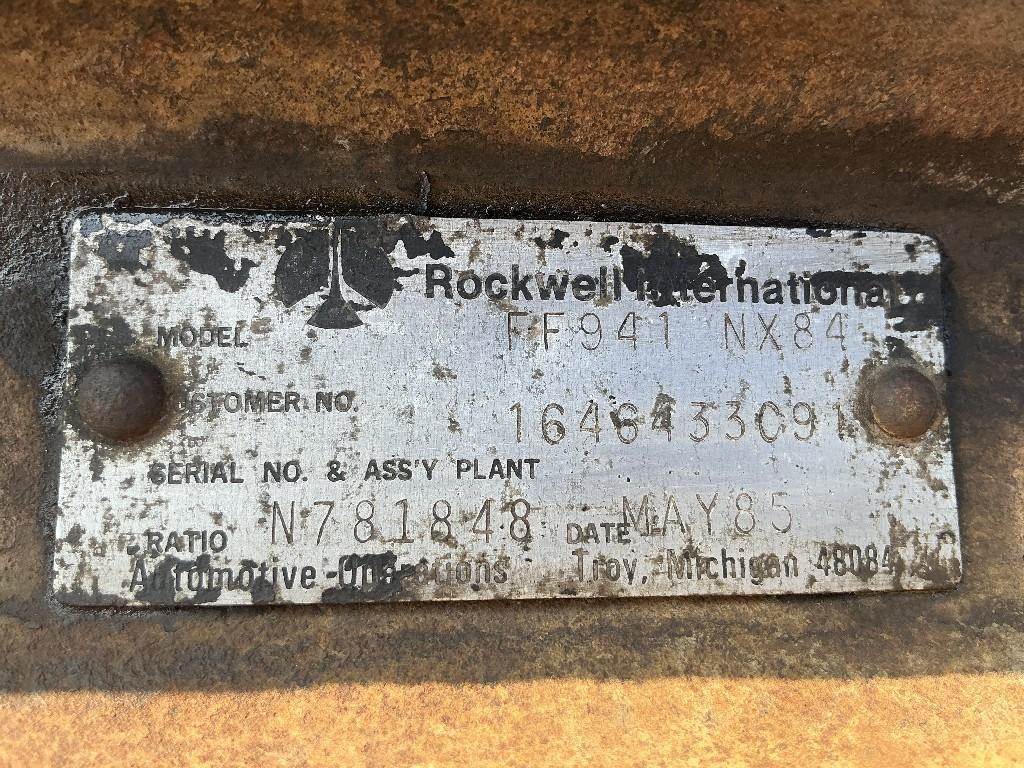 Rockwell International
MODEL FF941 NX84
CUSTOMER NO. 1646433C91
SERIAL NO. & ASS'Y PLANT
RATIO N781848 DATE MAY85
Automotive Operations Troy, Michigan 48084